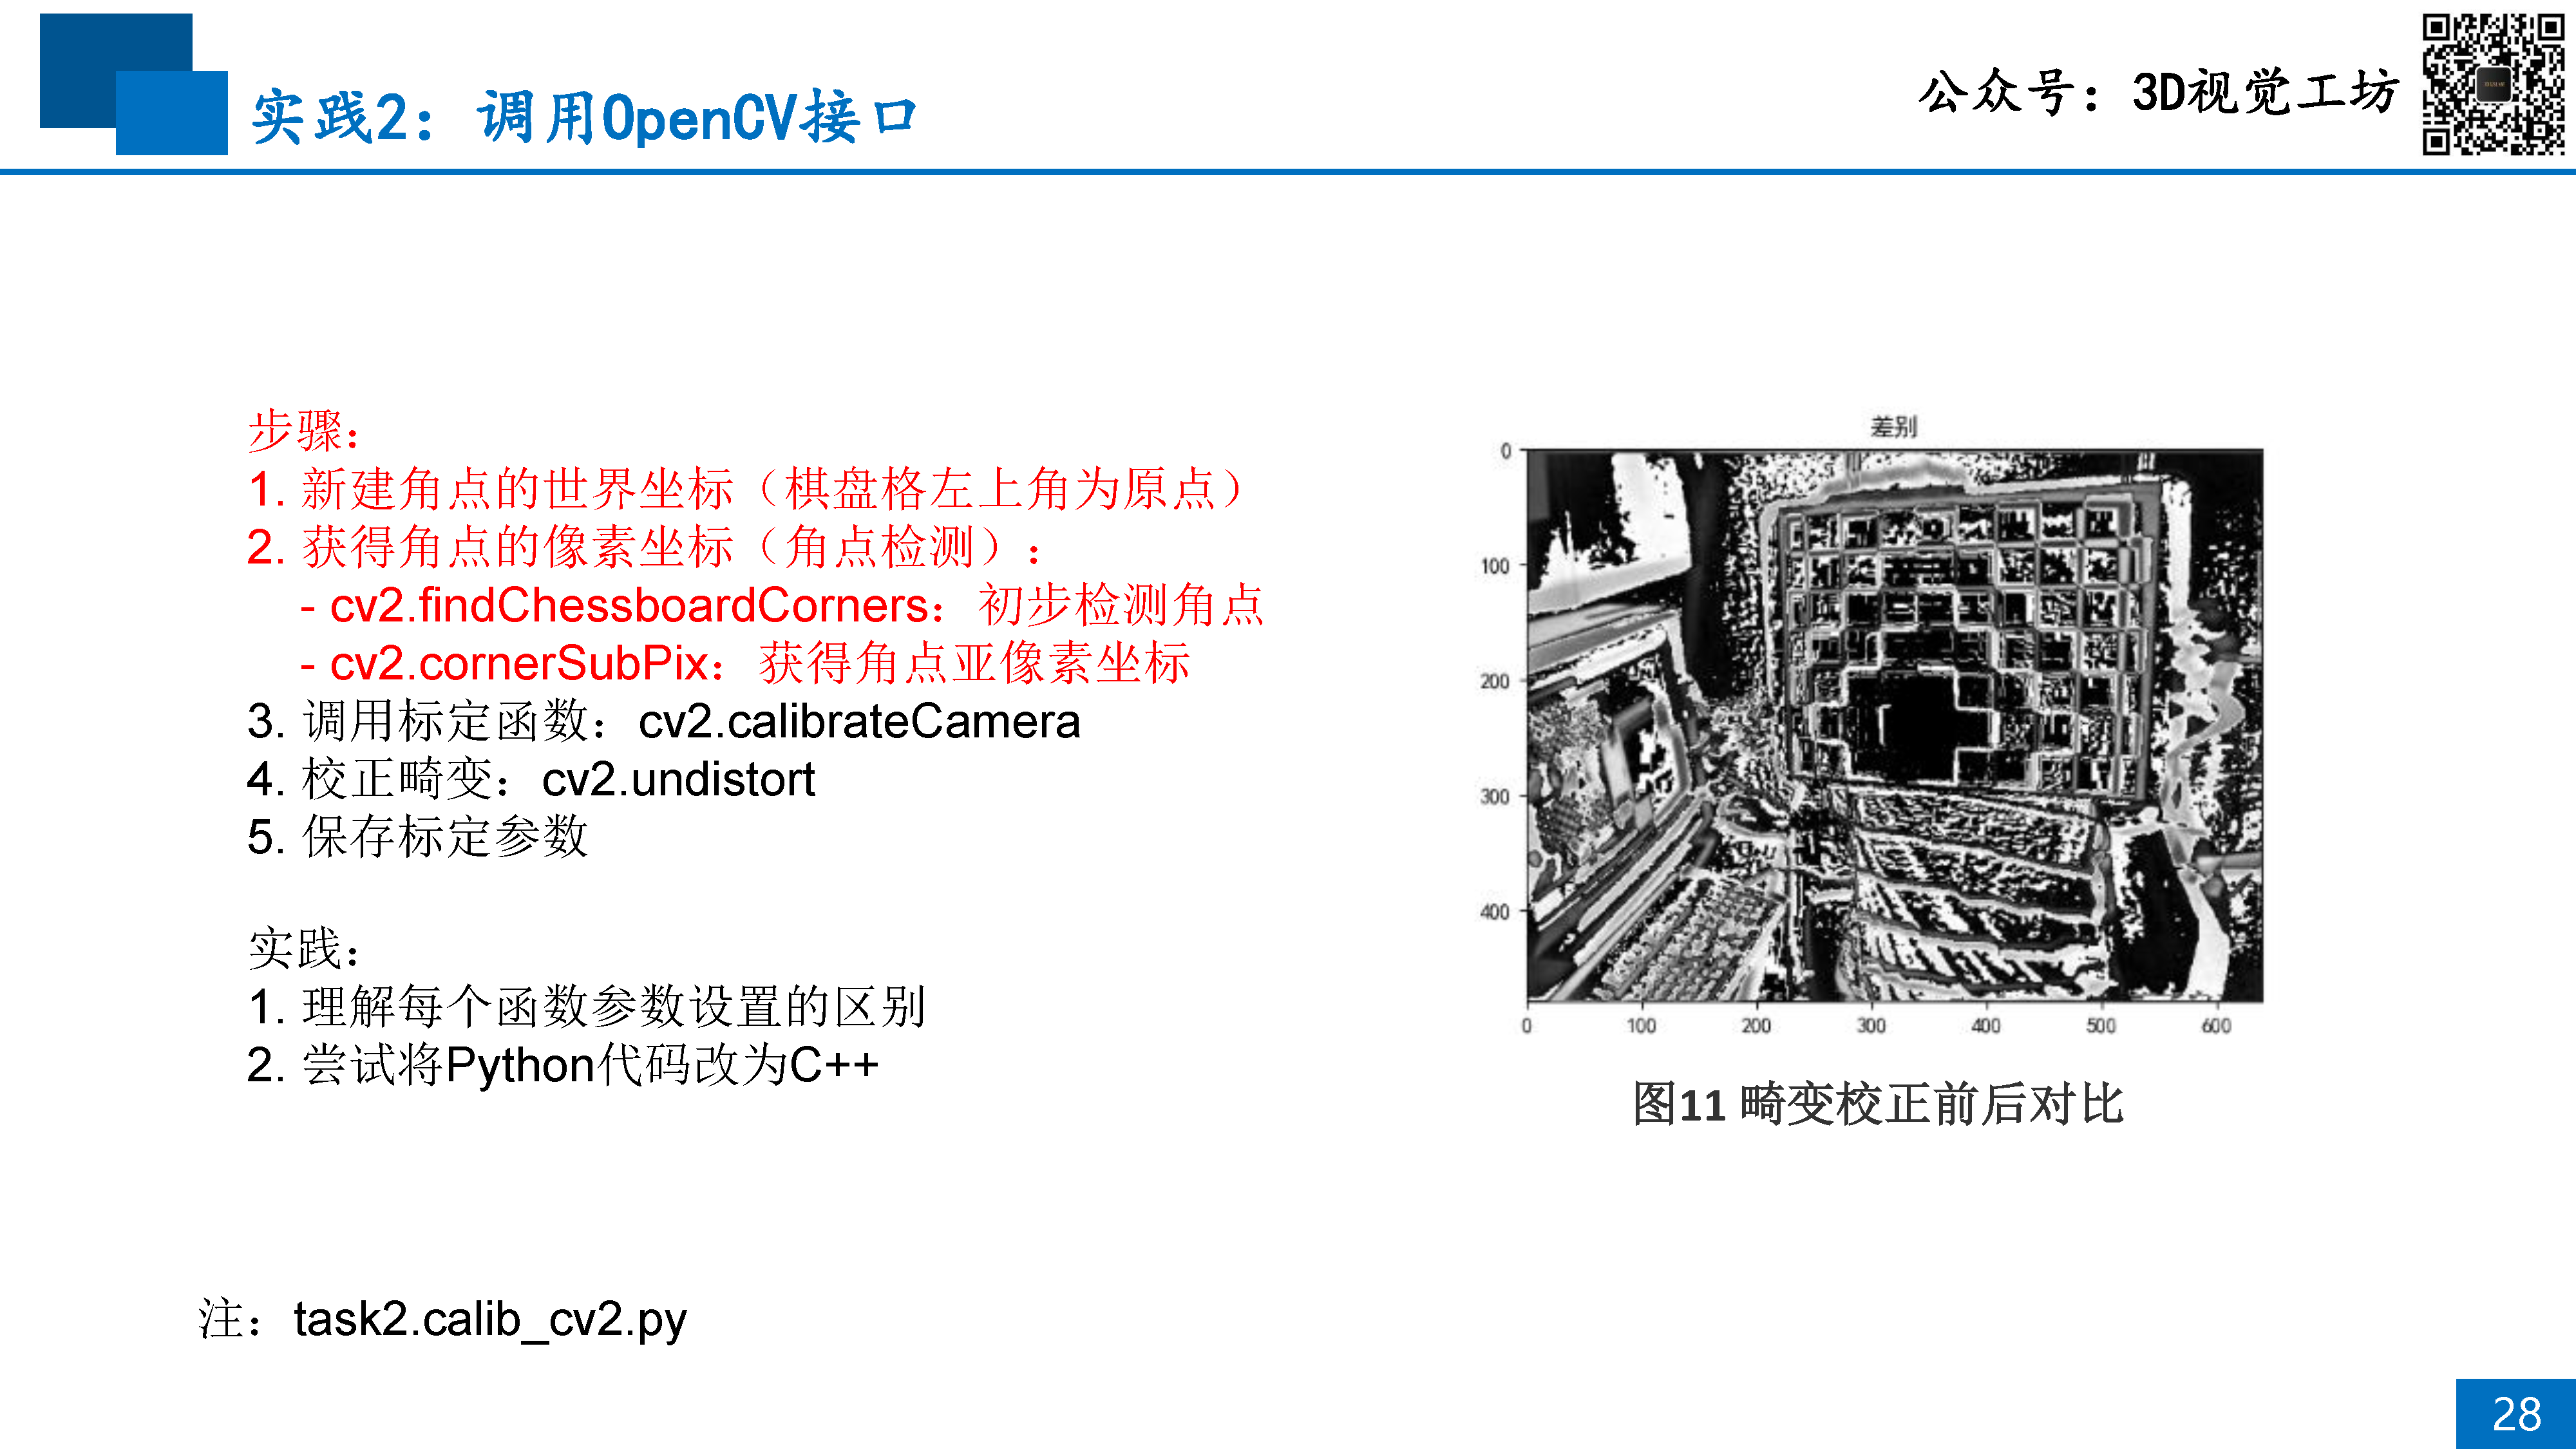 实践2：调用OpenCV接口
公众号：3D视觉工坊
步骤：
1. 新建角点的世界坐标（棋盘格左上角为原点）
2. 获得角点的像素坐标（角点检测）：
- cv2.findChessboardCorners：初步检测角点
- cv2.cornerSubPix：获得角点亚像素坐标
3. 调用标定函数：cv2.calibrateCamera
4. 校正畸变：cv2.undistort
5. 保存标定参数
实践：
1. 理解每个函数参数设置的区别
2. 尝试将Python代码改为C++
差别
0
100
200
300
400
0 100 200 300 400 500 600
图11 畸变校正前后对比
注：task2.calib_cv2.py
28